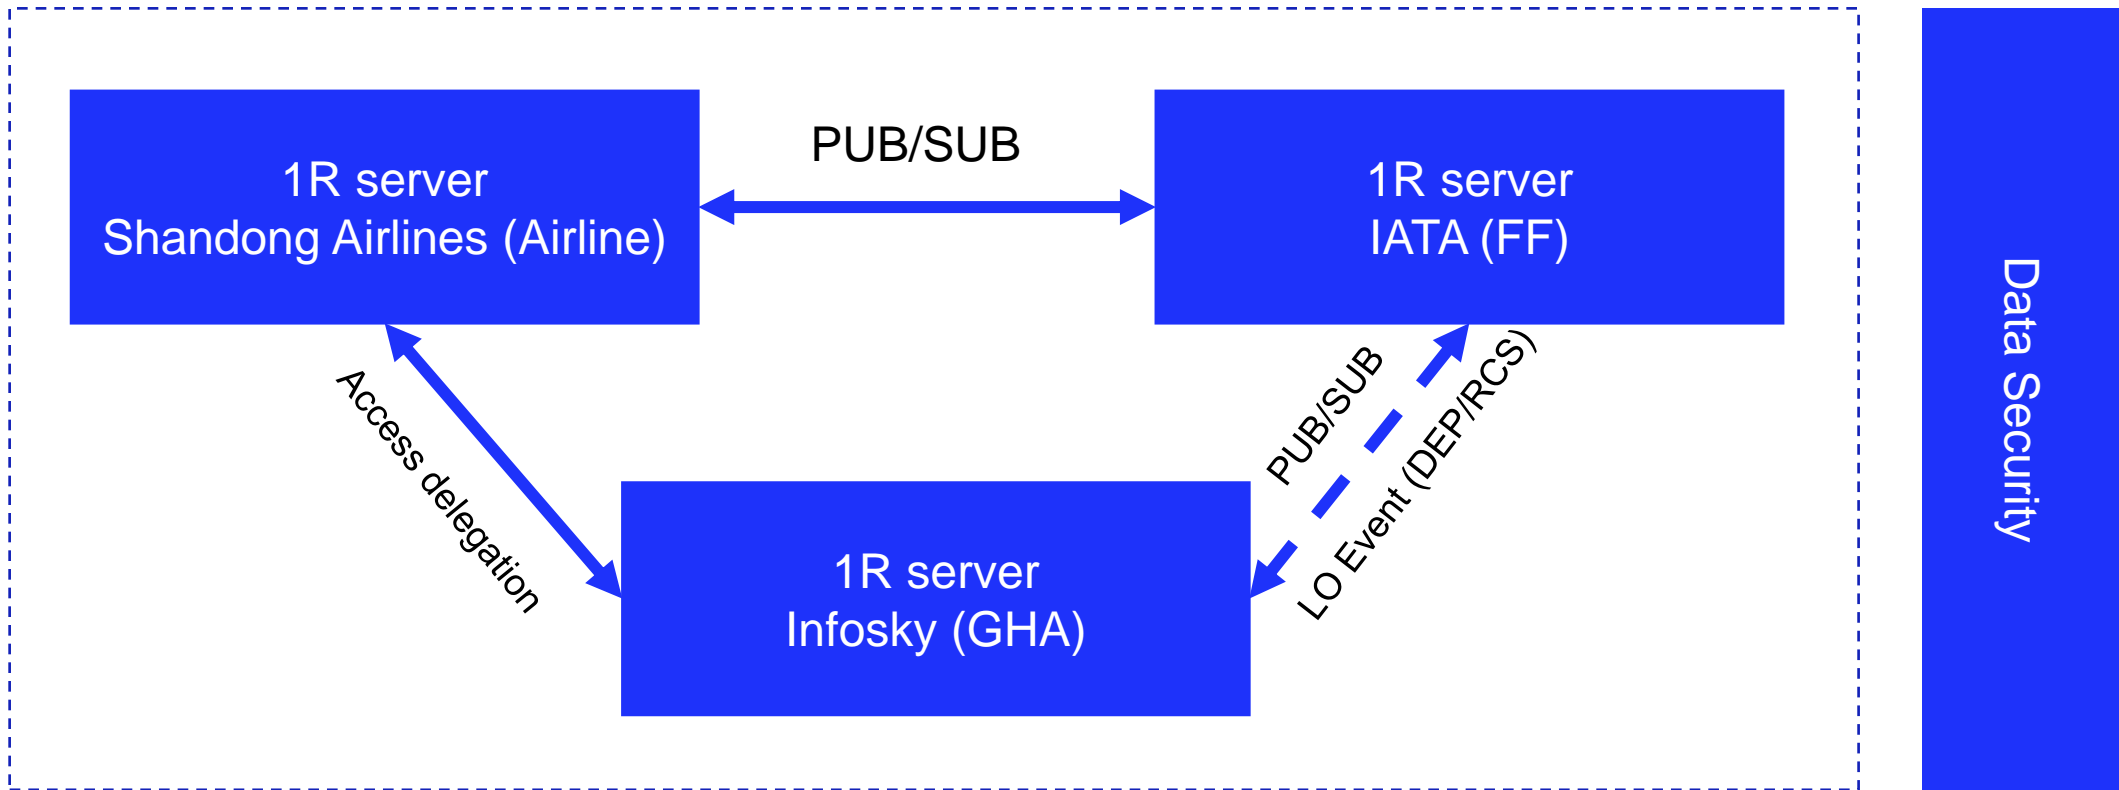 1R server
Shandong Airlines (Airline)
PUB/SUB
1R server
IATA (FF)
Access delegation
PUB/SUB
LO Event (DEP/RCS)
1R server
Infosky (GHA)
Data Security